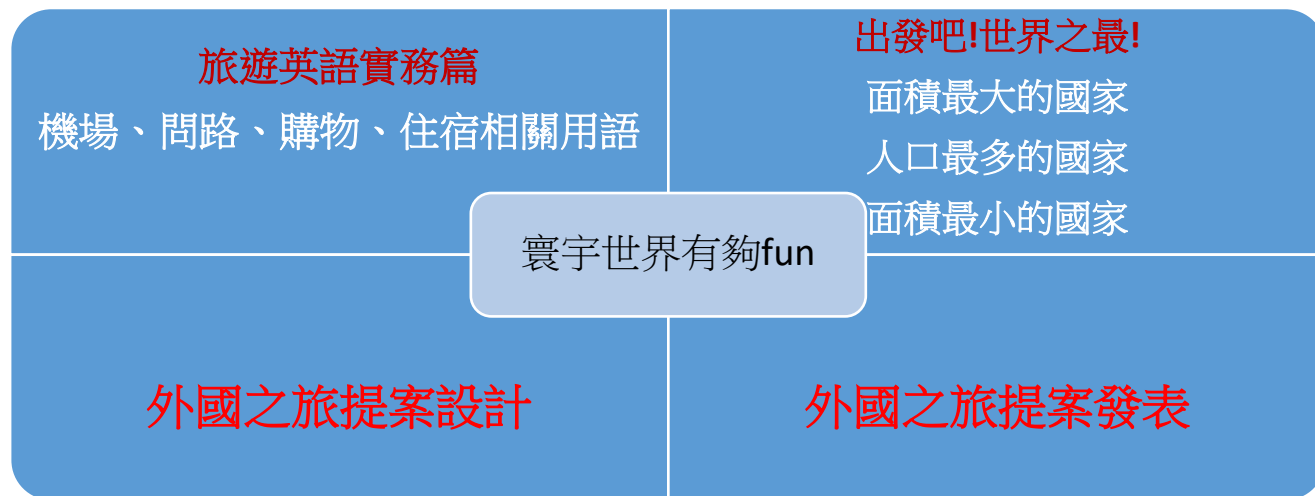 旅遊英語實務篇
機場、問路、購物、住宿相關用語
出發吧!世界之最!
面積最大的國家
人口最多的國家
面積最小的國家
寰宇世界有夠fun
外國之旅提案設計
外國之旅提案發表